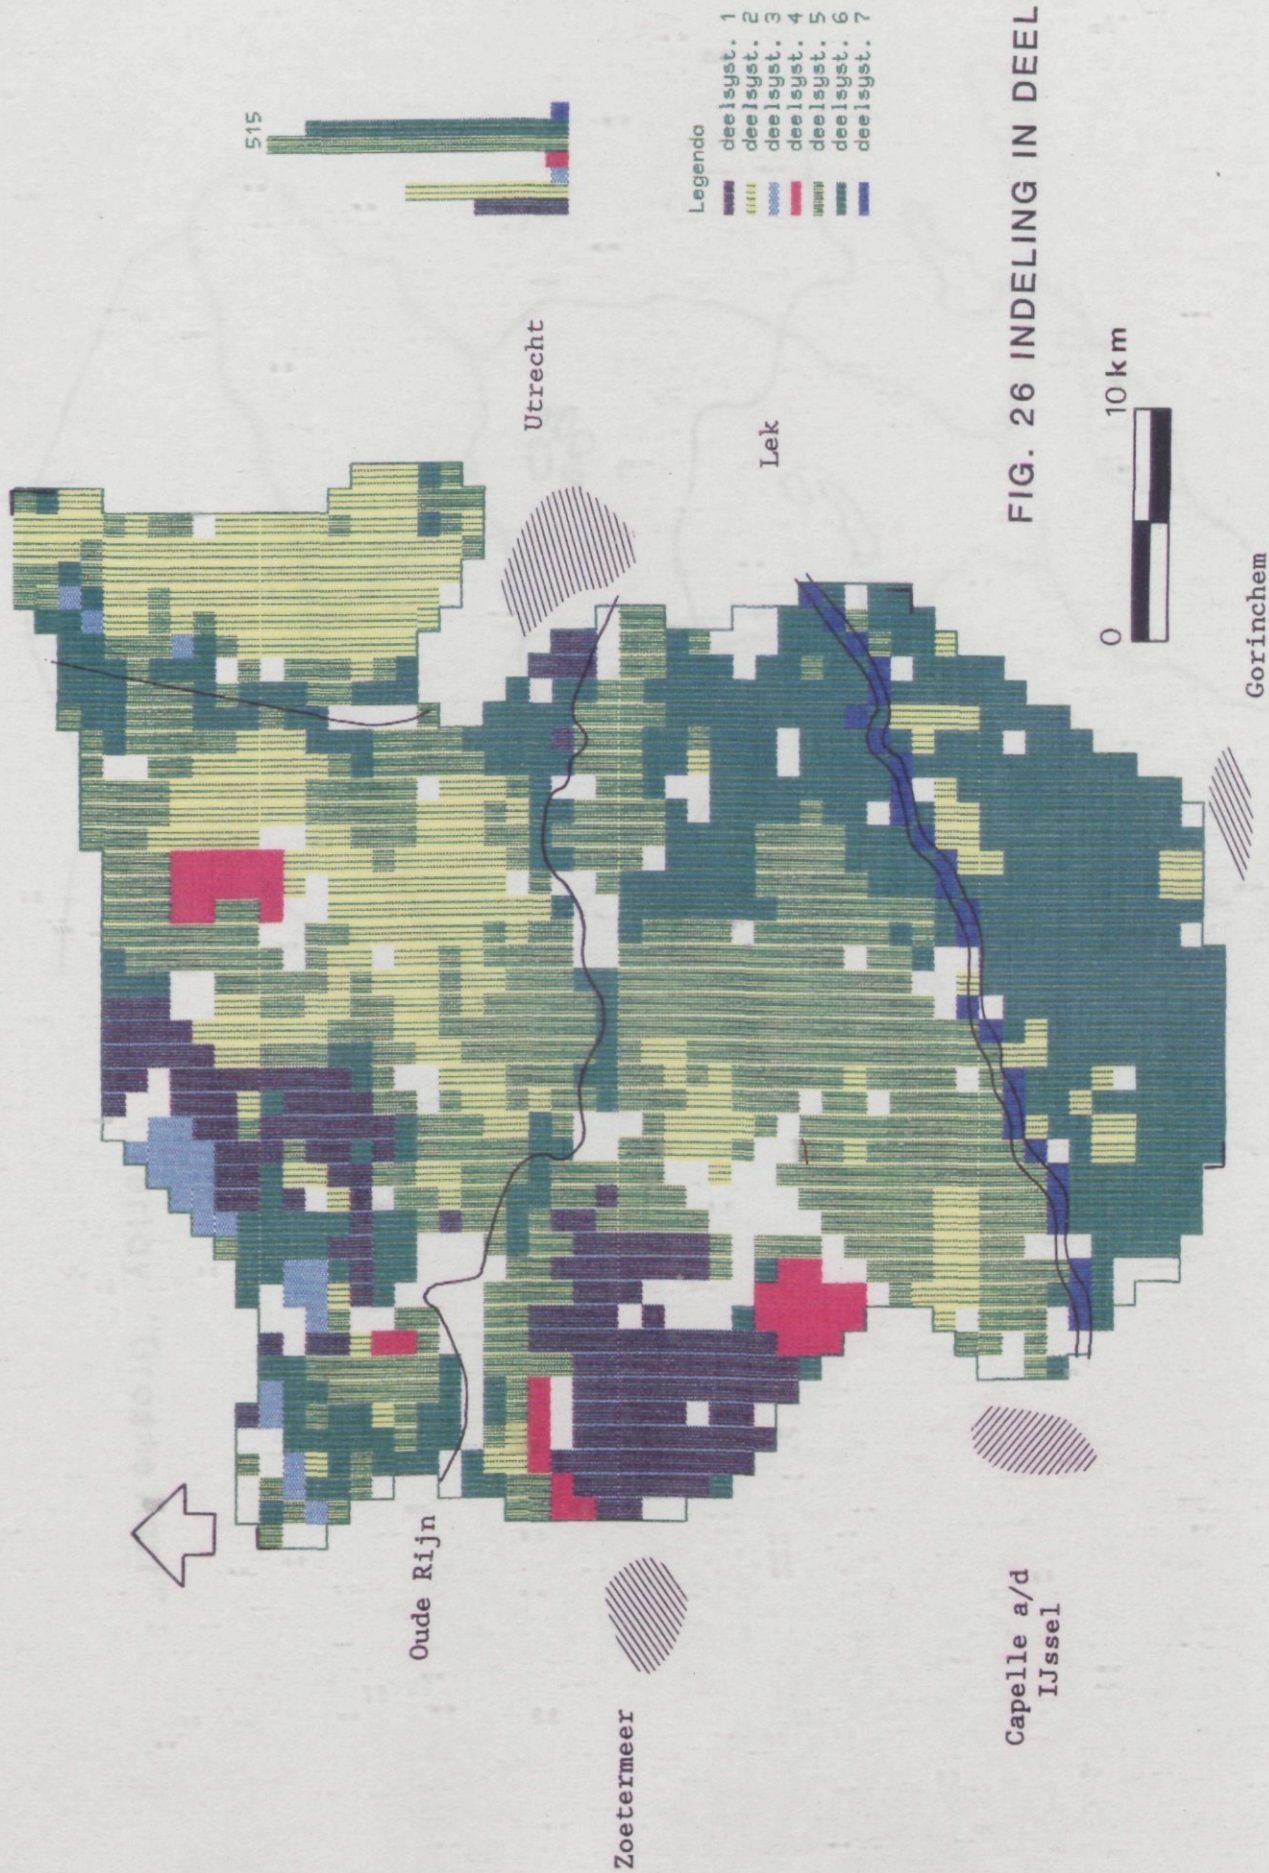 515
Legenda
deelsyst. 1
deelsyst. 2
deelsyst. 3
deelsyst. 4
deelsyst. 5
deelsyst. 6
deelsyst. 7
Utrecht
Lek
Oude Rijn
Zoetermeer
Capelle a/d
IJssel
Gorinchem
0 10 km
FIG. 26 INDELING IN DEEL